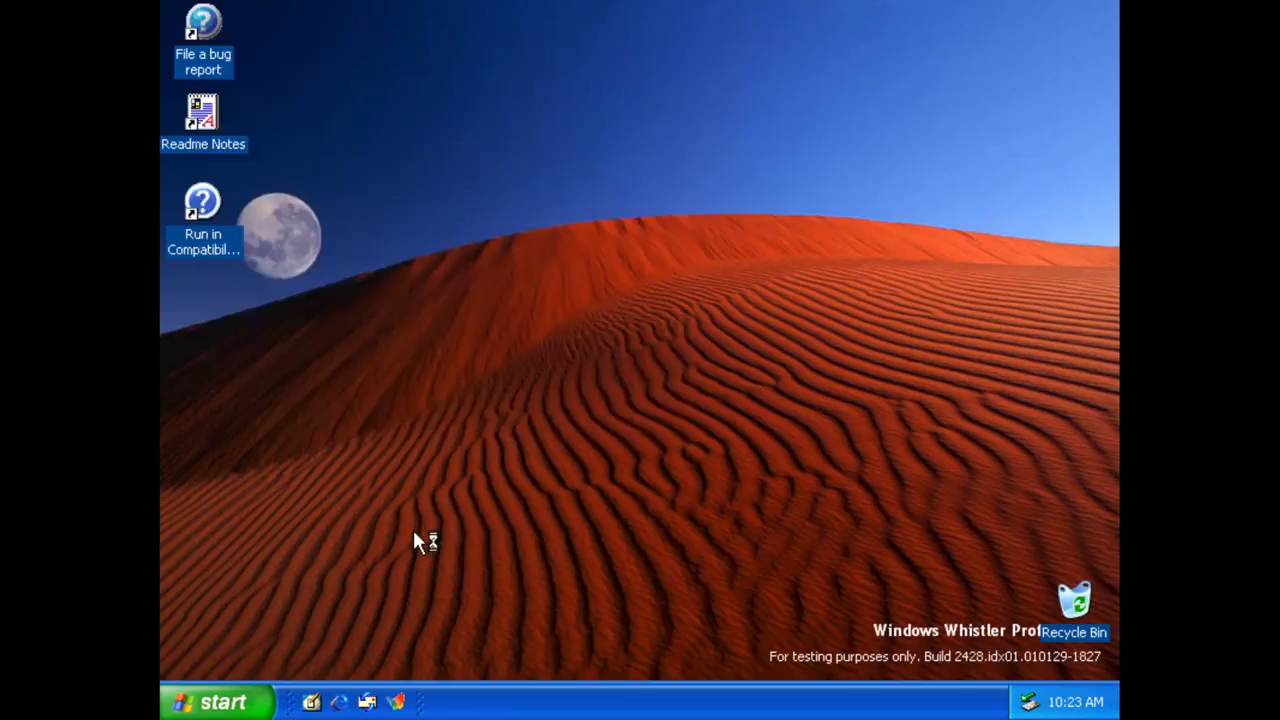 File a bug
report
Readme Notes
Run in
Compatibil...
Windows Whistler Prof
Recycle Bin
For testing purposes only. Build 2428.idx01.010129-1827
start
10:23 AM